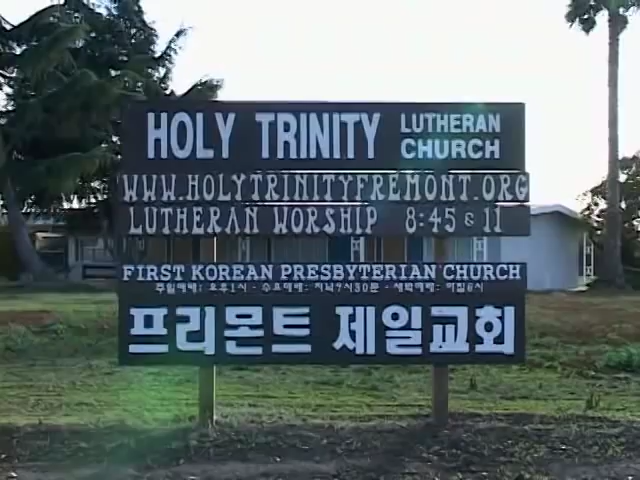 HOLY TRINITY LUTHERAN CHURCH
WWW.HOLYTRINITYFREMONT.ORG
LUTHERAN WORSHIP 8:45 & 11
FIRST KOREAN PRESBYTERIAN CHURCH
주일예배: 오후1시 - 수요예배: 저녁7시30분 - 새벽예배: 아침6시
프리몬트 제일교회